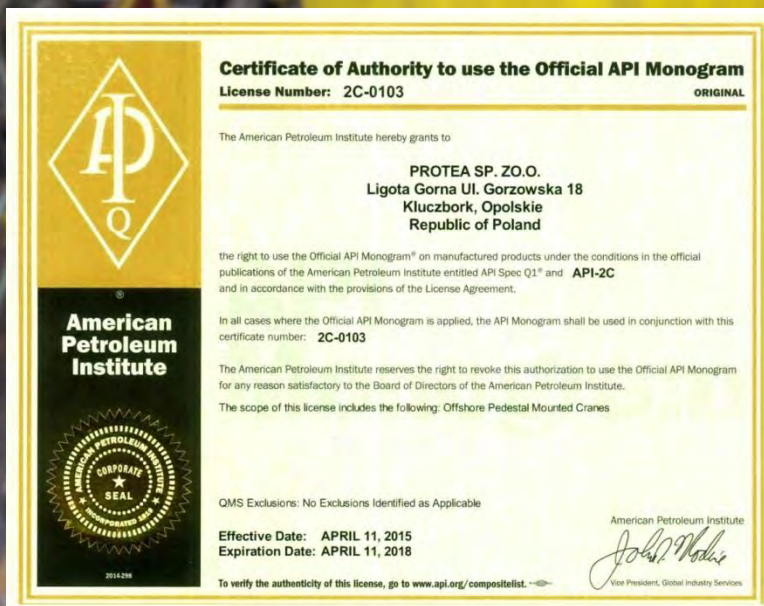 API
Q
®
American
Petroleum
Institute
AMERICAN PETROLEUM INSTITUTE
CORPORATE
SEAL
INCORPORATED 1919
2014-298
Certificate of Authority to use the Official API Monogram
License Number: 2C-0103
ORIGINAL
The American Petroleum Institute hereby grants to
PROTEA SP. ZO.O.
Ligota Gorna Ul. Gorzowska 18
Kluczbork, Opolskie
Republic of Poland
the right to use the Official API Monogram® on manufactured products under the conditions in the official
publications of the American Petroleum Institute entitled API Spec Q1® and API-2C
and in accordance with the provisions of the License Agreement.
In all cases where the Official API Monogram is applied, the API Monogram shall be used in conjunction with this
certificate number: 2C-0103
The American Petroleum Institute reserves the right to revoke this authorization to use the Official API Monogram
for any reason satisfactory to the Board of Directors of the American Petroleum Institute.
The scope of this license includes the following: Offshore Pedestal Mounted Cranes
QMS Exclusions: No Exclusions Identified as Applicable
Effective Date: APRIL 11, 2015
Expiration Date: APRIL 11, 2018
To verify the authenticity of this license, go to www.api.org/compositelist.
American Petroleum Institute
Vice President, Global Industry Services